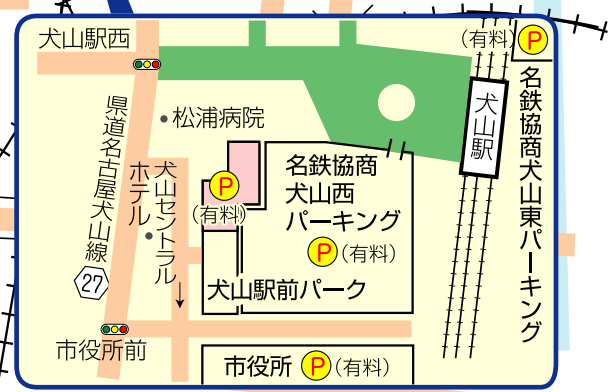 犬山駅西
(有料) P
県道名古屋犬山線
27
松浦病院
犬山駅
名鉄協商犬山東パーキング
犬山セントラル
ホテル
P
(有料)
名鉄協商
犬山西
パーキング
P (有料)
犬山駅前パーク
市役所前
市役所 P (有料)